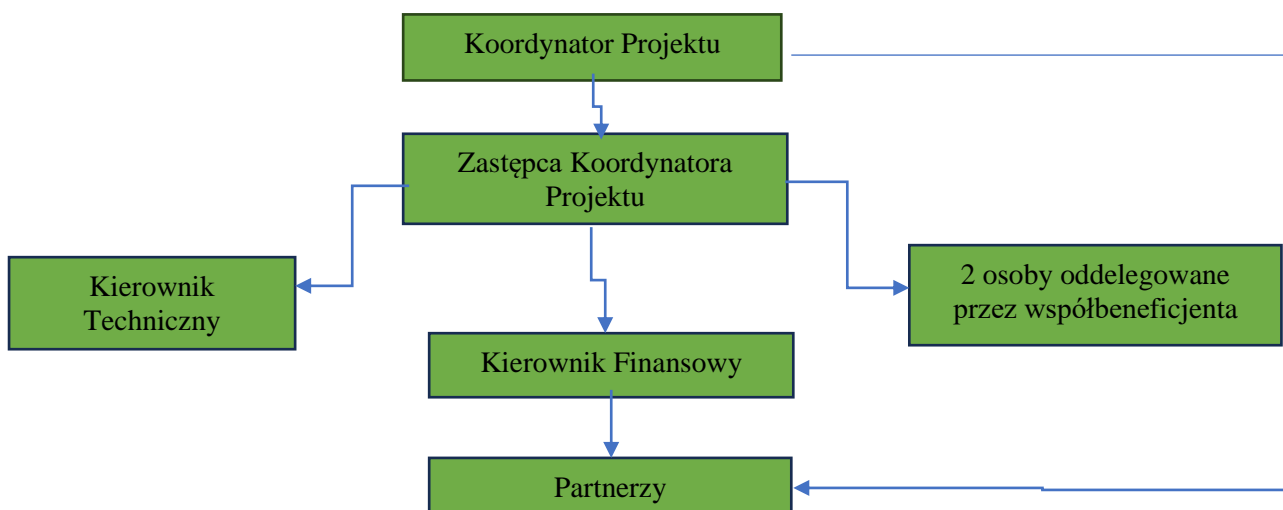 Koordynator Projektu
Zastępca Koordynatora
Projektu
Kierownik
Techniczny
2 osoby oddelegowane
przez współbeneficjenta
Kierownik Finansowy
Partnerzy